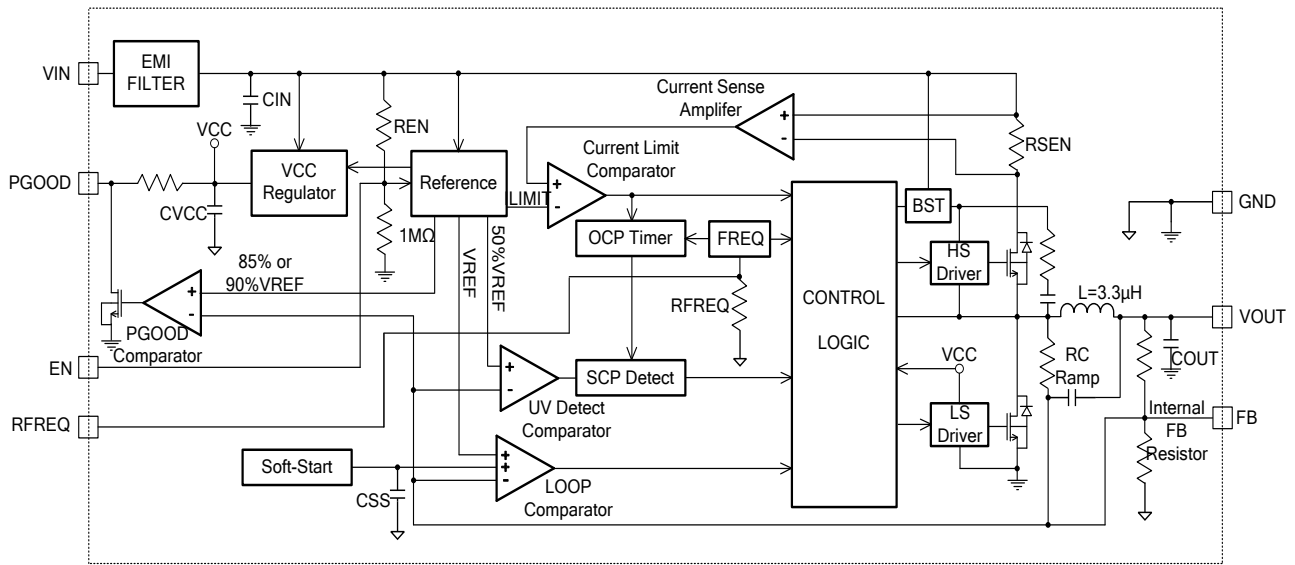 EMI
FILTER
VIN
CIN
REN
VCC
PGOOD
VCC
Regulator
CVCC
Reference
1MΩ
LIMIT
Current Limit
Comparator
Current Sense
Amplifer
RSEN
+
-
+
-
OCP Timer
FREQ
BST
GND
HS
Driver
85% or
90%VREF
VREF
50%VREF
RFREQ
CONTROL
LOGIC
L=3.3µH
VOUT
+
-
PGOOD
Comparator
EN
RFREQ
+
-
SCP Detect
UV Detect
Comparator
VCC
LS
Driver
RC
Ramp
COUT
Internal
FB
Resistor
FB
Soft-Start
CSS
+
+
-
LOOP
Comparator